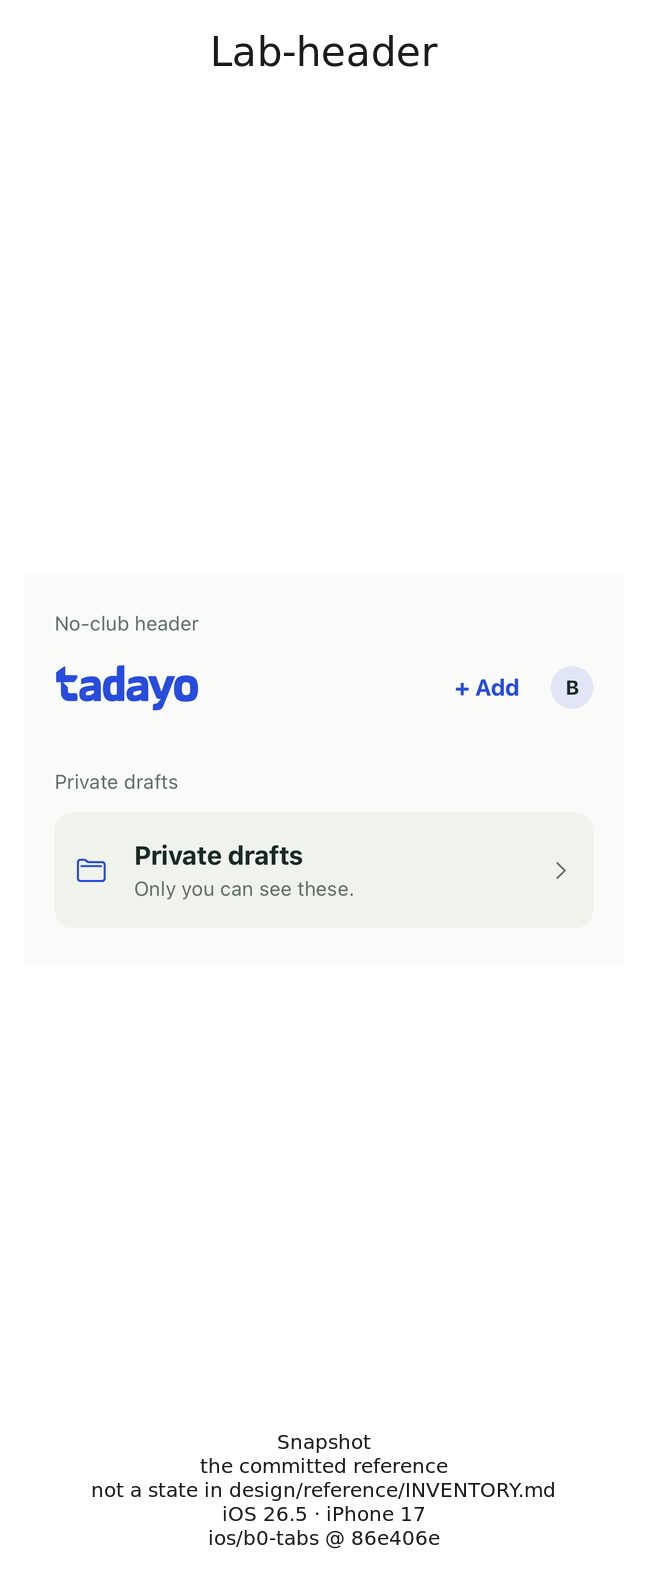 Lab-header
No-club header
tadayo
+ Add
B
Private drafts
Private drafts
Only you can see these.
Snapshot
the committed reference
not a state in design/reference/INVENTORY.md
iOS 26.5 · iPhone 17
ios/b0-tabs @ 86e406e